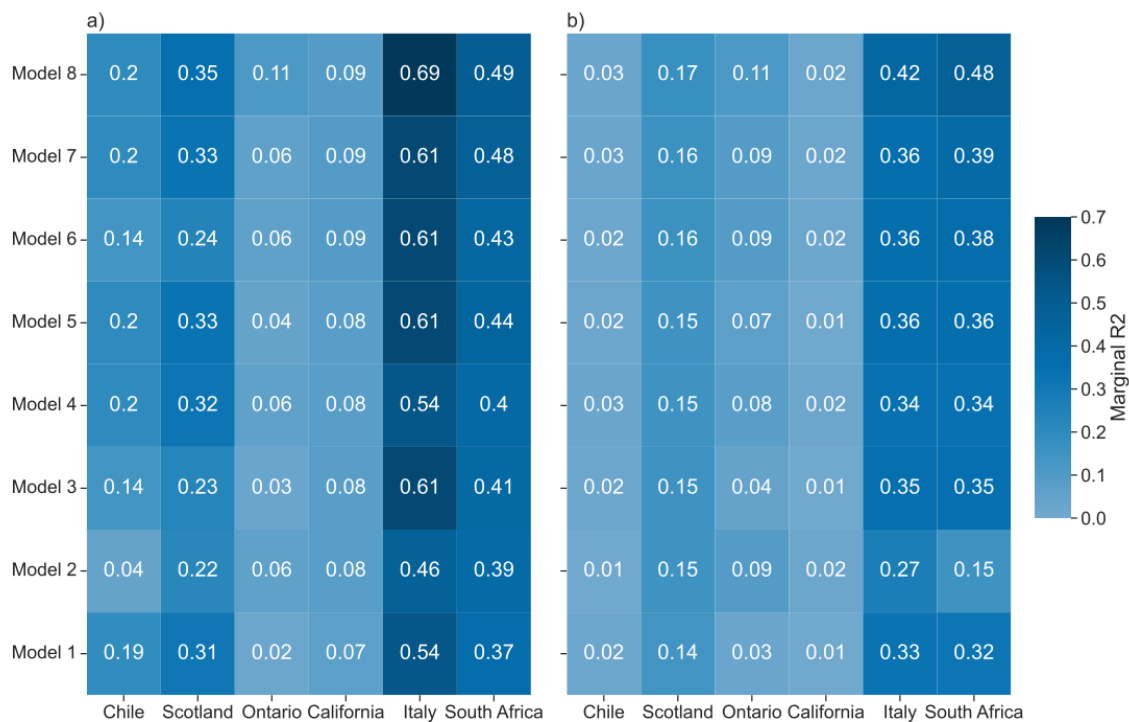 a) b)
Model 8 0.2 0.35 0.11 0.09 0.69 0.49 0.03 0.17 0.11 0.02 0.42 0.48
Model 7 0.2 0.33 0.06 0.09 0.61 0.48 0.03 0.16 0.09 0.02 0.36 0.39
Model 6 0.14 0.24 0.06 0.09 0.61 0.43 0.02 0.16 0.09 0.02 0.36 0.38
Model 5 0.2 0.33 0.04 0.08 0.61 0.44 0.02 0.15 0.07 0.01 0.36 0.36
Model 4 0.2 0.32 0.06 0.08 0.54 0.4 0.03 0.15 0.08 0.02 0.34 0.34
Model 3 0.14 0.23 0.03 0.08 0.61 0.41 0.02 0.15 0.04 0.01 0.35 0.35
Model 2 0.04 0.22 0.06 0.08 0.46 0.39 0.01 0.15 0.09 0.02 0.27 0.15
Model 1 0.19 0.31 0.02 0.07 0.54 0.37 0.02 0.14 0.03 0.01 0.33 0.32
Chile Scotland Ontario California Italy South Africa Chile Scotland Ontario California Italy South Africa
0.7
0.6
0.5
0.4
0.3
0.2
0.1
0.0
Marginal R2